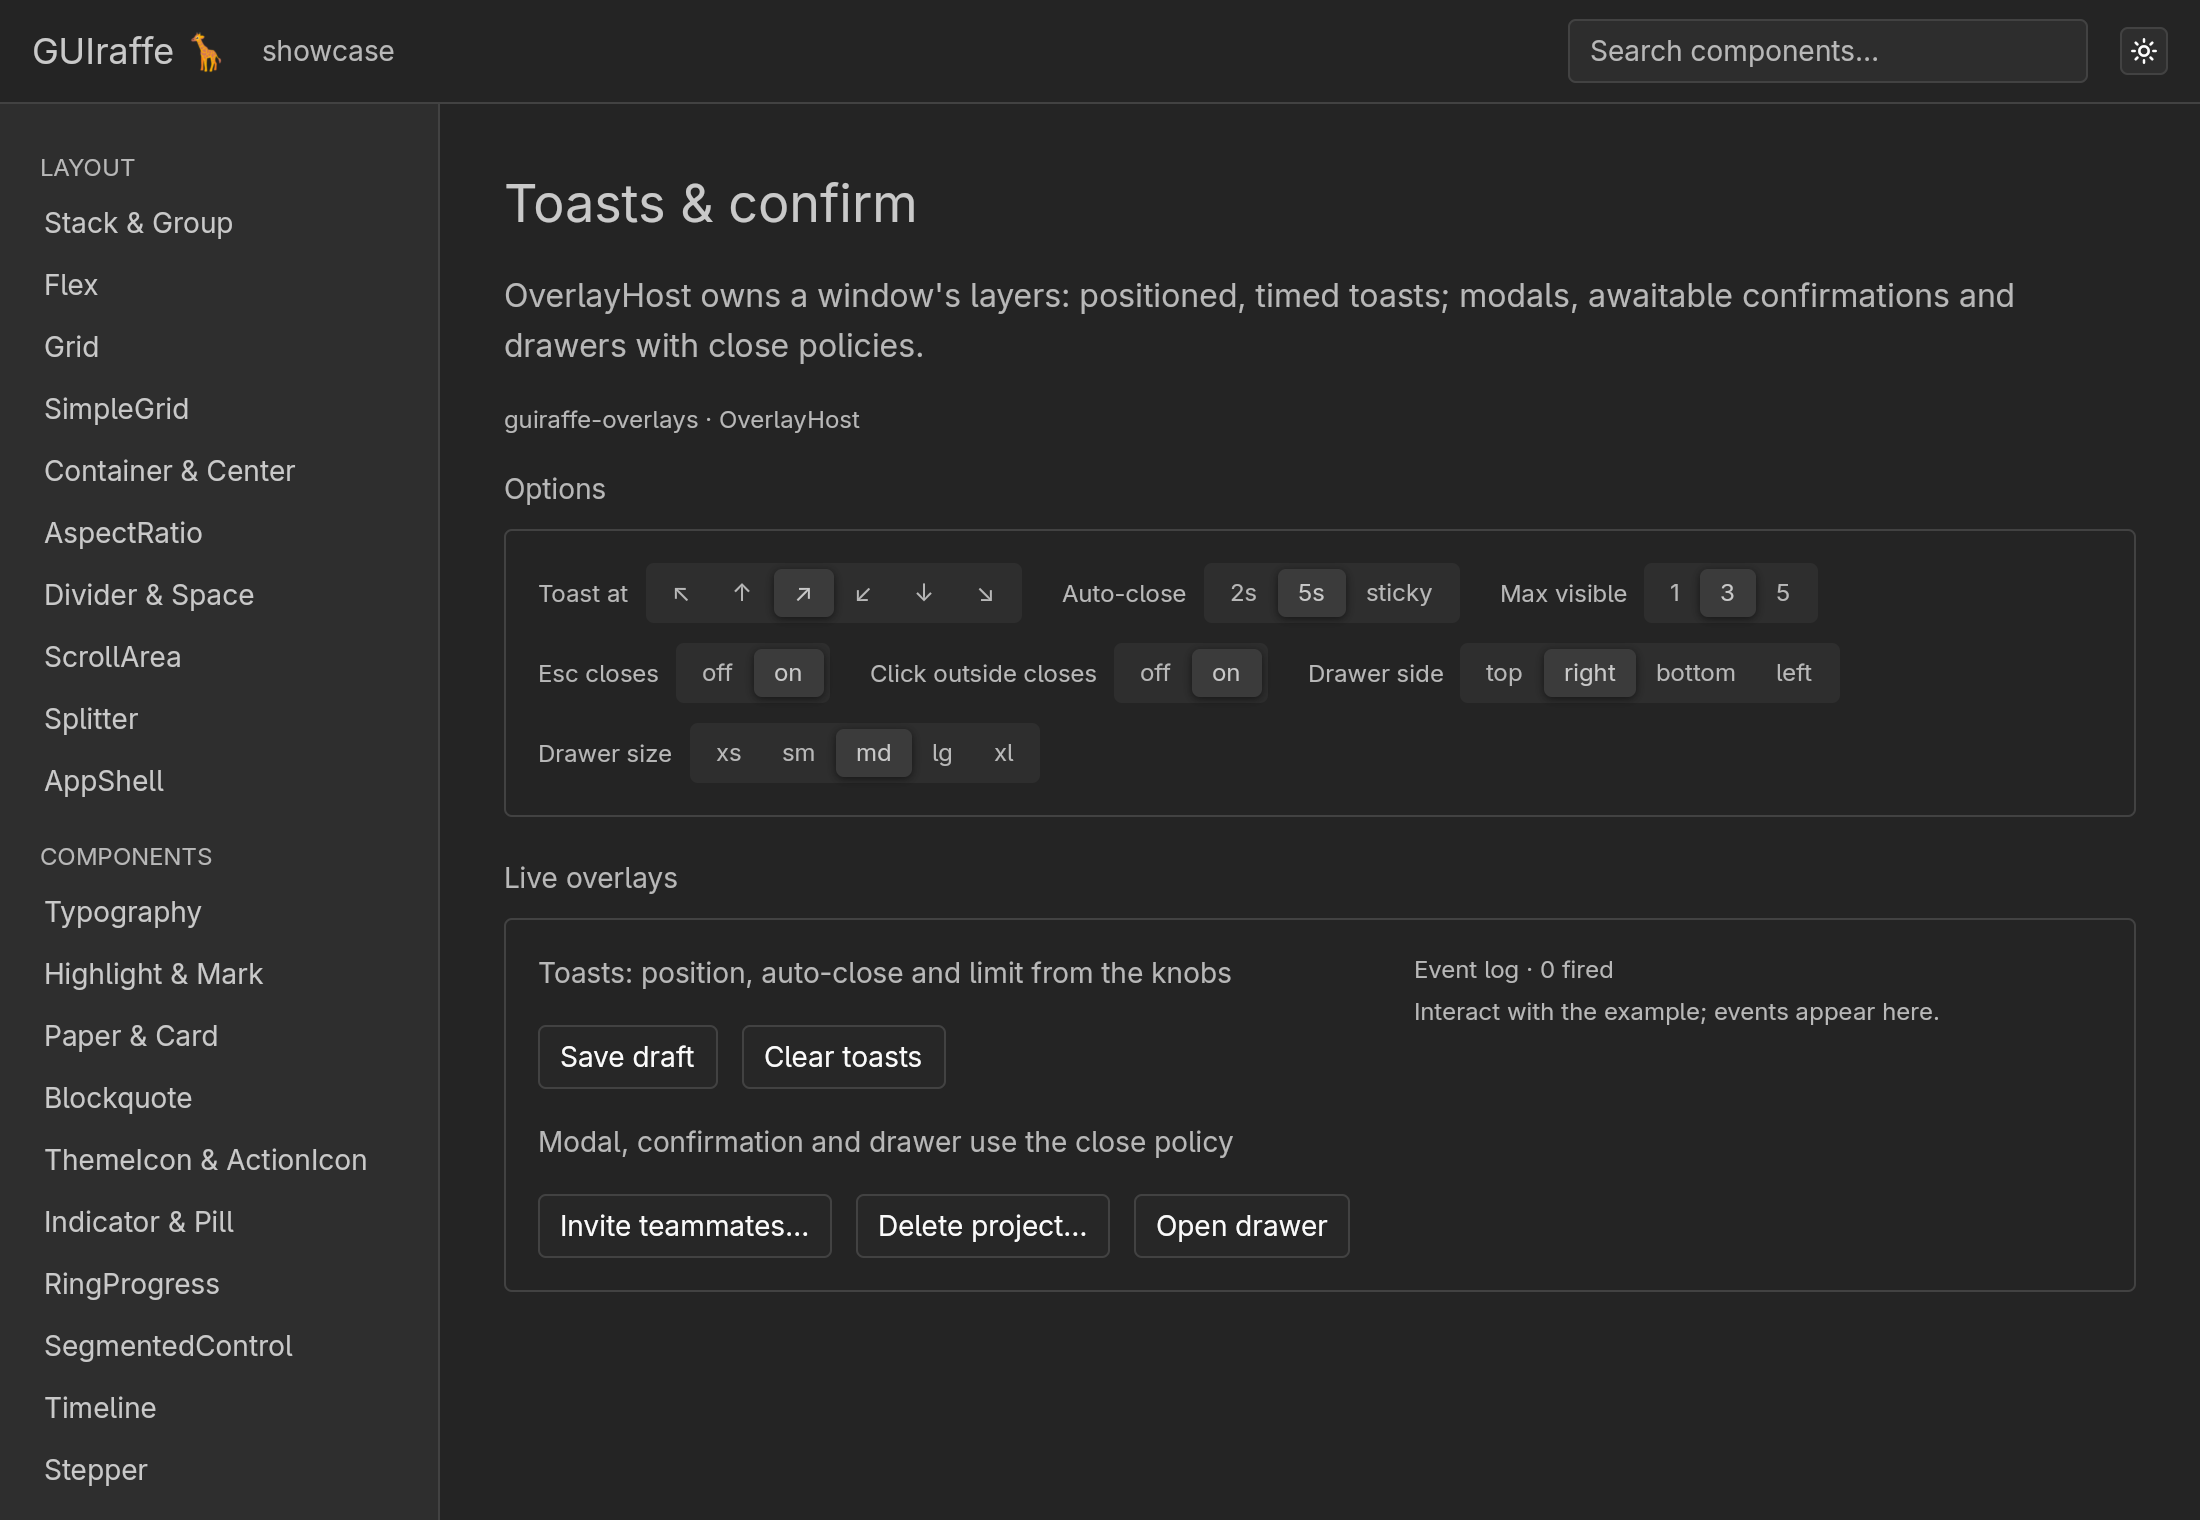 GUIraffe 🦒 showcase
Search components...
LAYOUT
Stack & Group
Flex
Grid
SimpleGrid
Container & Center
AspectRatio
Divider & Space
ScrollArea
Splitter
AppShell
COMPONENTS
Typography
Highlight & Mark
Paper & Card
Blockquote
ThemeIcon & ActionIcon
Indicator & Pill
RingProgress
SegmentedControl
Timeline
Stepper
Toasts & confirm
OverlayHost owns a window's layers: positioned, timed toasts; modals, awaitable confirmations and
drawers with close policies.
guiraffe-overlays · OverlayHost
Options
Toast at ↖ ↑ ↗ ↙ ↓ ↘ Auto-close 2s 5s sticky Max visible 1 3 5
Esc closes off on Click outside closes off on Drawer side top right bottom left
Drawer size xs sm md lg xl
Live overlays
Toasts: position, auto-close and limit from the knobs
Save draft Clear toasts
Modal, confirmation and drawer use the close policy
Invite teammates... Delete project... Open drawer
Event log · 0 fired
Interact with the example; events appear here.